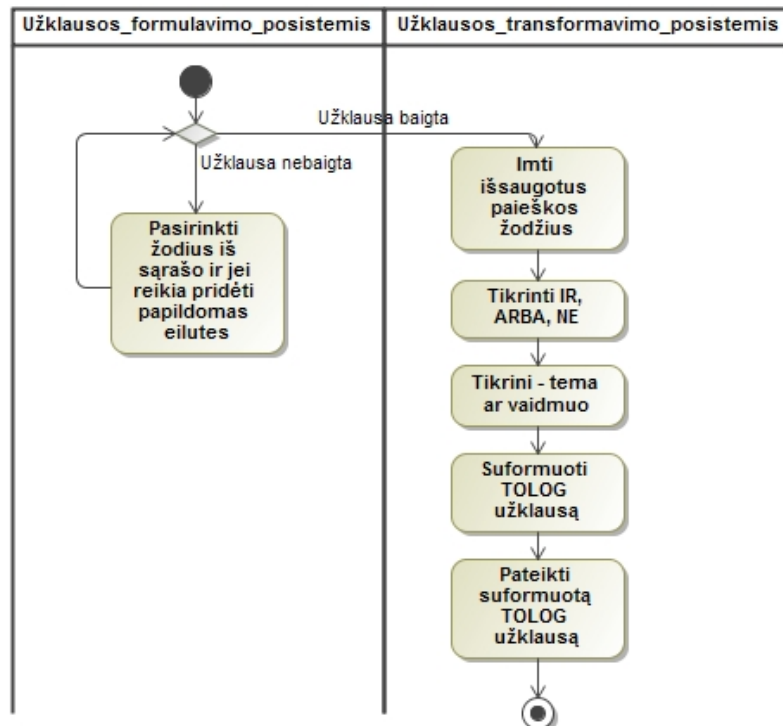 Užklausos_formulavimo_posistemis
Užklausos_transformavimo_posistemis
Užklausa baigta
Užklausa nebaigta
Pasirinkti
žodius iš
sąrašo ir jei
reikia pridėti
papildomas
eilutes
Imti
išsaugotus
paieškos
žodžius
Tikrinti IR,
ARBA, NE
Tikrini - tema
ar vaidmuo
Suformuoti
TOLOG
užklausą
Pateikti
suformuotą
TOLOG
užklausą